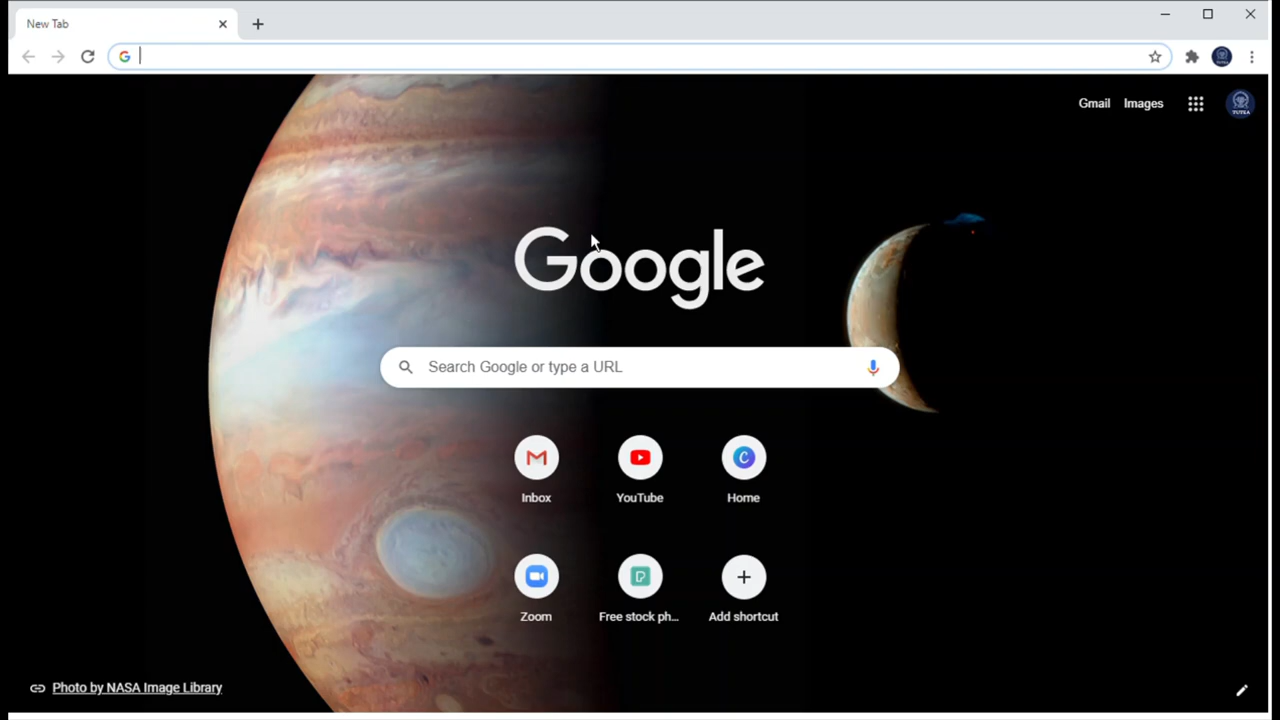 New Tab
Gmail Images
TUTEA
Google
Search Google or type a URL
Inbox YouTube Home
Zoom Free stock ph... Add shortcut
Photo by NASA Image Library